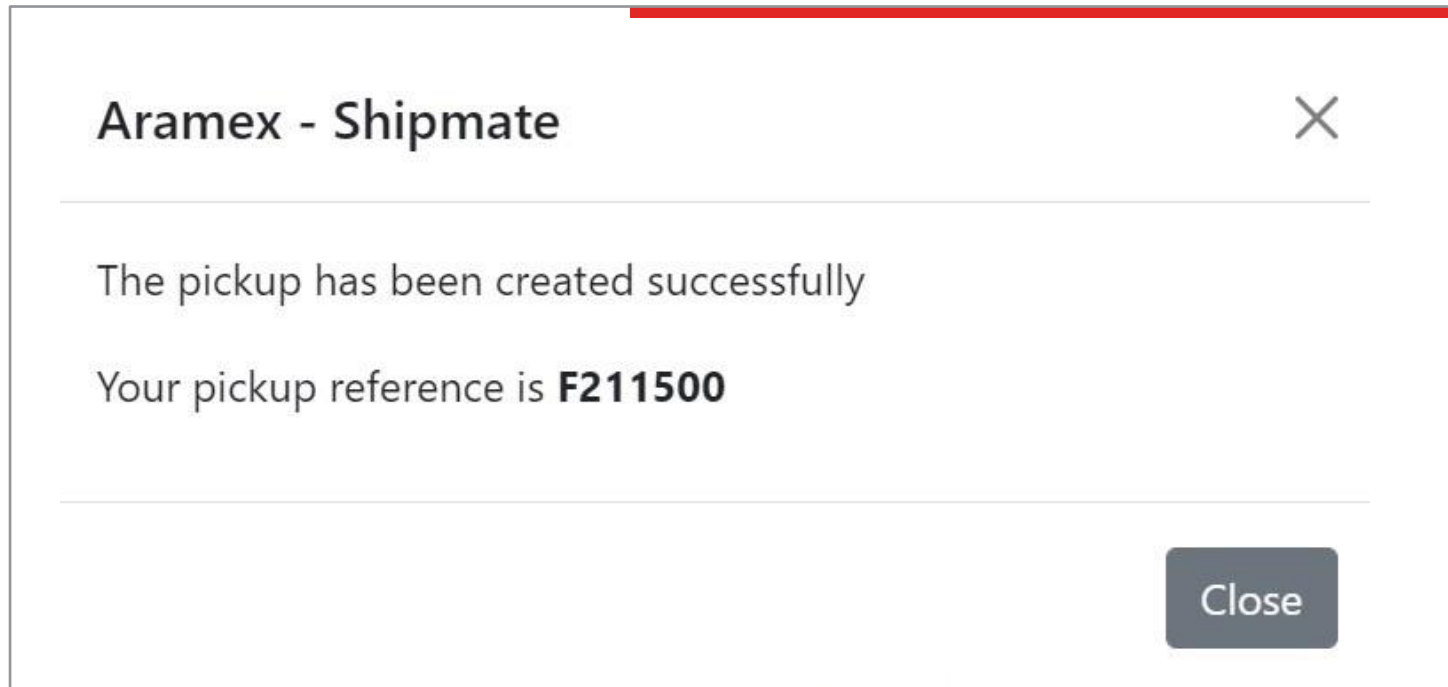 Aramex - Shipmate
The pickup has been created successfully
Your pickup reference is F211500
Close